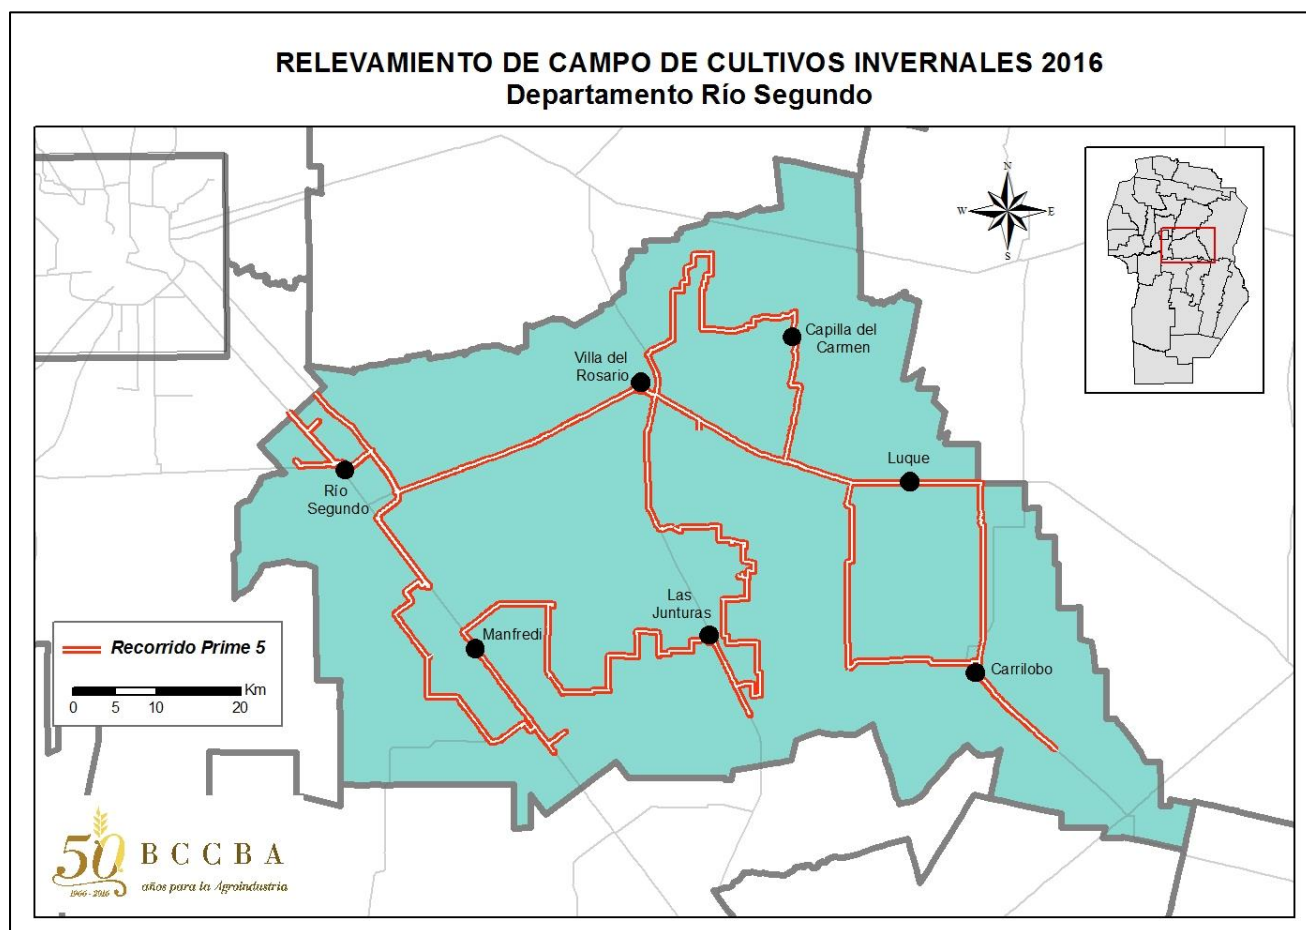 RELEVAMIENTO DE CAMPO DE CULTIVOS INVERNALES 2016
Departamento Río Segundo
N
W
E
S
Capilla del
Carmen
Villa del
Rosario
Luque
Río
Segundo
Las
Junturas
Manfredi
Carrilobo
Recorrido Prime 5
Km
0 5 10 20
50
BCCBA
años para la Agroindustria
1966 - 2016